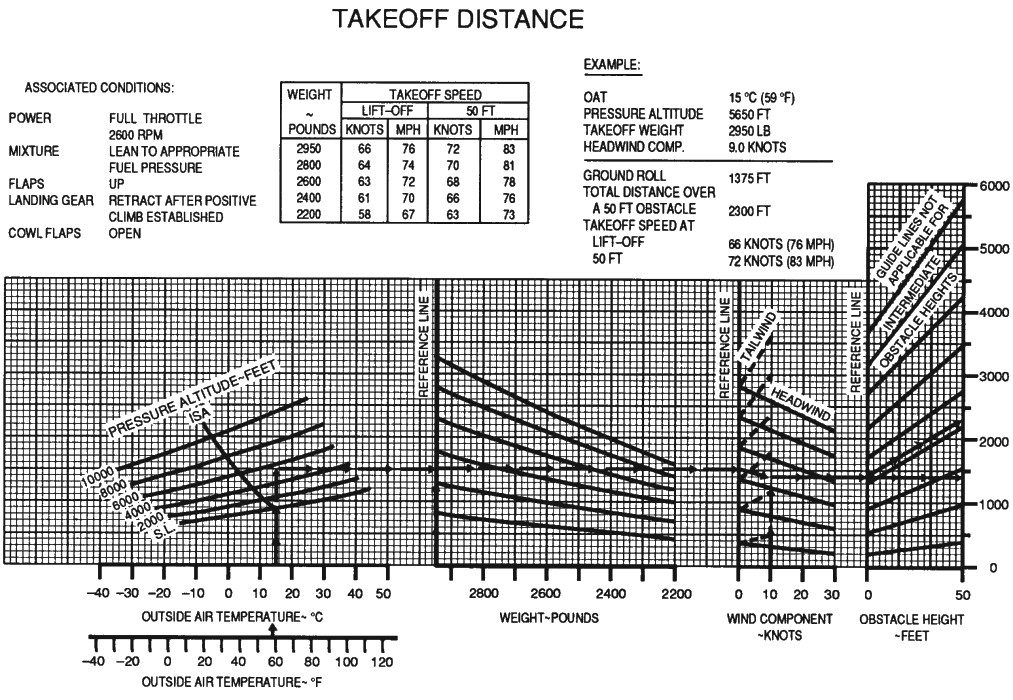 TAKEOFF DISTANCE
ASSOCIATED CONDITIONS:
POWER FULL THROTTLE
2600 RPM
MIXTURE LEAN TO APPROPRIATE
FUEL PRESSURE
FLAPS UP
LANDING GEAR RETRACT AFTER POSITIVE
CLIMB ESTABLISHED
COWL FLAPS OPEN
WEIGHT TAKEOFF SPEED
~ LIFT-OFF 50 FT
POUNDS KNOTS MPH KNOTS MPH
2950 66 76 72 83
2800 64 74 70 81
2600 63 72 68 78
2400 61 70 66 76
2200 58 67 63 73
EXAMPLE:
OAT 15 °C (59 °F)
PRESSURE ALTITUDE 5650 FT
TAKEOFF WEIGHT 2950 LB
HEADWIND COMP. 9.0 KNOTS
GROUND ROLL 1375 FT
TOTAL DISTANCE OVER
A 50 FT OBSTACLE 2300 FT
TAKEOFF SPEED AT
LIFT-OFF 66 KNOTS (76 MPH)
50 FT 72 KNOTS (83 MPH)
PRESSURE ALTITUDE~FEET
ISA
10000
8000
6000
4000
2000
S.L.
REFERENCE LINE
REFERENCE LINE
TAILWIND
HEADWIND
REFERENCE LINE
GUIDE LINES NOT
APPLICABLE FOR
INTERMEDIATE
OBSTACLE HEIGHTS
6000
5000
4000
3000
2000
1000
0
-40 -30 -20 -10 0 10 20 30 40 50
OUTSIDE AIR TEMPERATURE~ °C
-40 -20 0 20 40 60 80 100 120
OUTSIDE AIR TEMPERATURE~ °F
2800 2600 2400 2200
WEIGHT~POUNDS
0 10 20 30
WIND COMPONENT
~KNOTS
0 50
OBSTACLE HEIGHT
~FEET